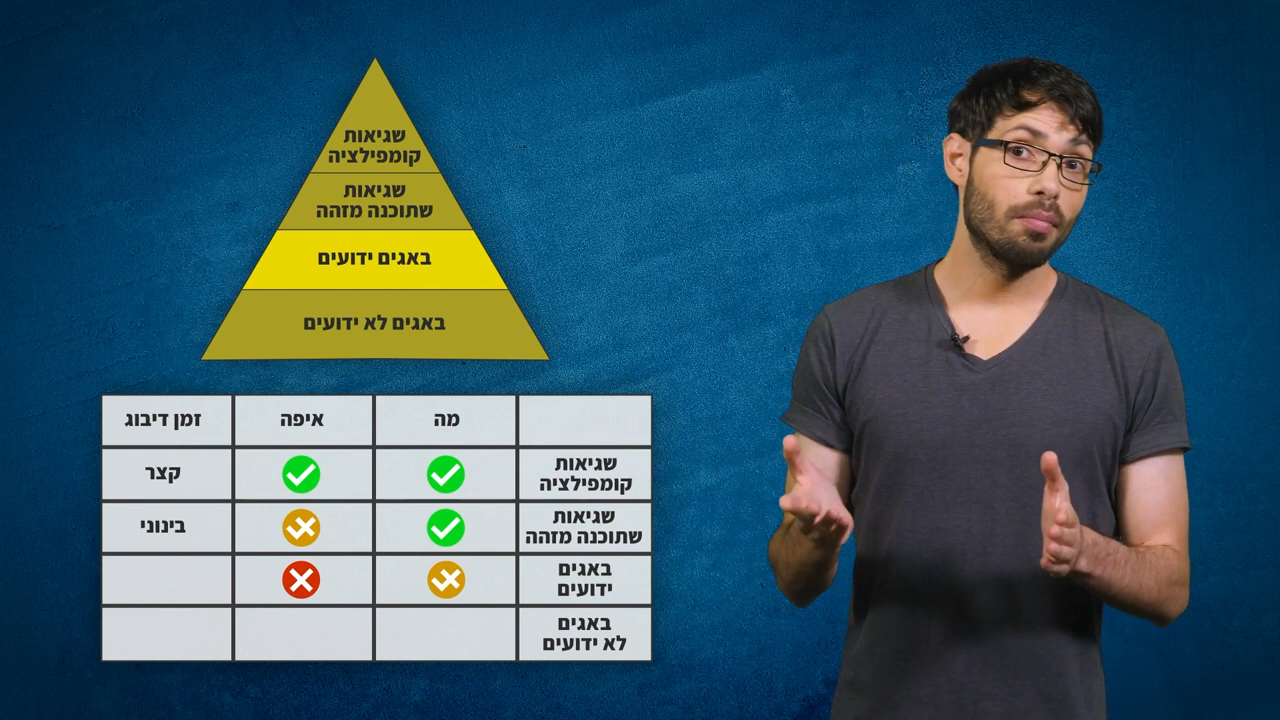 שגיאות
קומפילציה
שגיאות
שתוכנה מזהה
באגים ידועים
באגים לא ידועים
מה איפה זמן דיבוג
שגיאות
קומפילציה
קצר
שגיאות
שתוכנה מזהה
בינוני
באגים
ידועים
באגים
לא ידועים